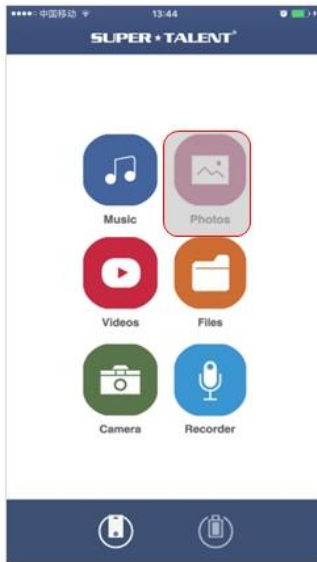 中国移动 13:44
SUPER★TALENT®
Music Photos
Videos Files
Camera Recorder